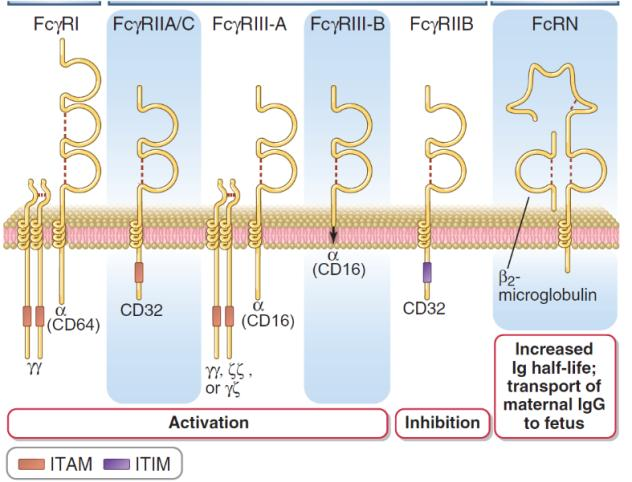 FcγRI
FcγRIIA/C
FcγRIII-A
FcγRIII-B
FcγRIIB
FcRN
α
(CD64)
γγ
CD32
α
(CD16)
γγ, ζζ,
or γζ
α
(CD16)
CD32
β2-
microglobulin
Activation
Inhibition
Increased
Ig half-life;
transport of
maternal IgG
to fetus
ITAM
ITIM